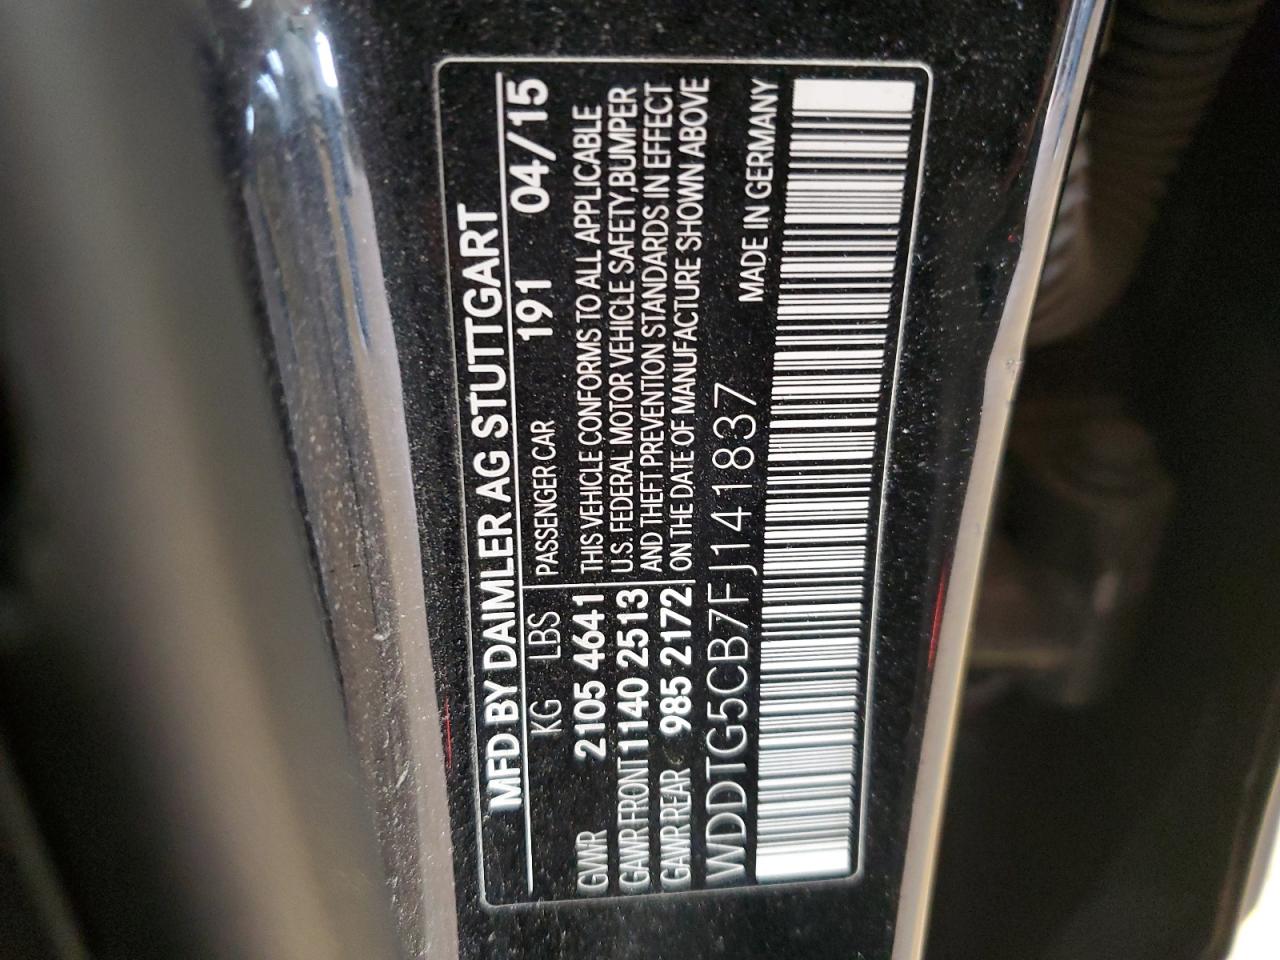 MFD BY DAIMLER AG STUTTGART
KG LBS PASSENGER CAR 191 04/15
GVWR 2105 4641 THIS VEHICLE CONFORMS TO ALL APPLICABLE
GAWR FRONT 1140 2513 U.S. FEDERAL MOTOR VEHICLE SAFETY,BUMPER
GAWR REAR 985 2172 AND THEFT PREVENTION STANDARDS IN EFFECT
ON THE DATE OF MANUFACTURE SHOWN ABOVE
WDDTG5CB7FJ141837 MADE IN GERMANY